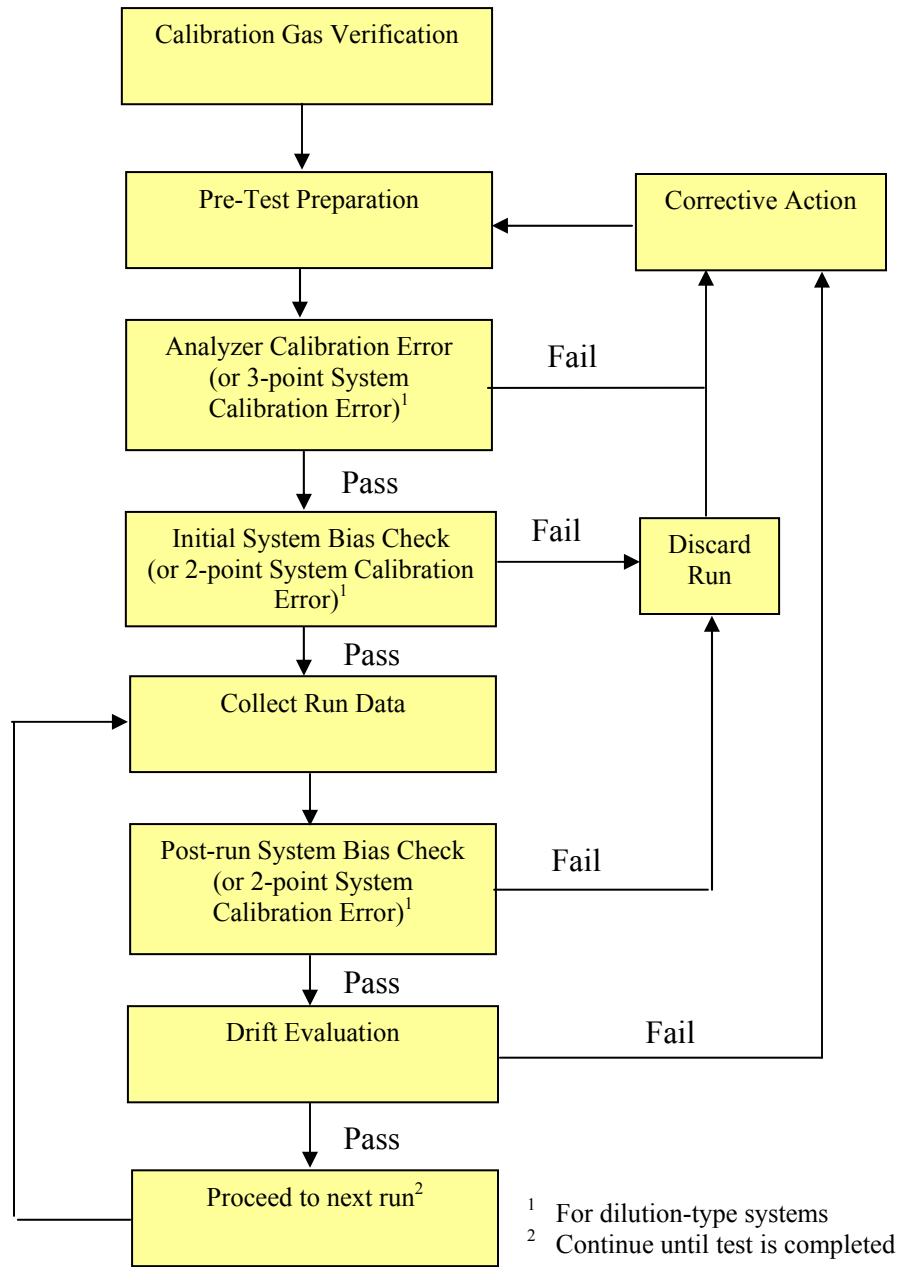 Calibration Gas Verification
Pre-Test Preparation
Corrective Action
Analyzer Calibration Error
(or 3-point System
Calibration Error)1
Fail
Pass
Initial System Bias Check
(or 2-point System Calibration
Error)1
Fail
Discard
Run
Pass
Collect Run Data
Post-run System Bias Check
(or 2-point System
Calibration Error)1
Fail
Pass
Drift Evaluation
Fail
Pass
Proceed to next run2
1 For dilution-type systems
2 Continue until test is completed